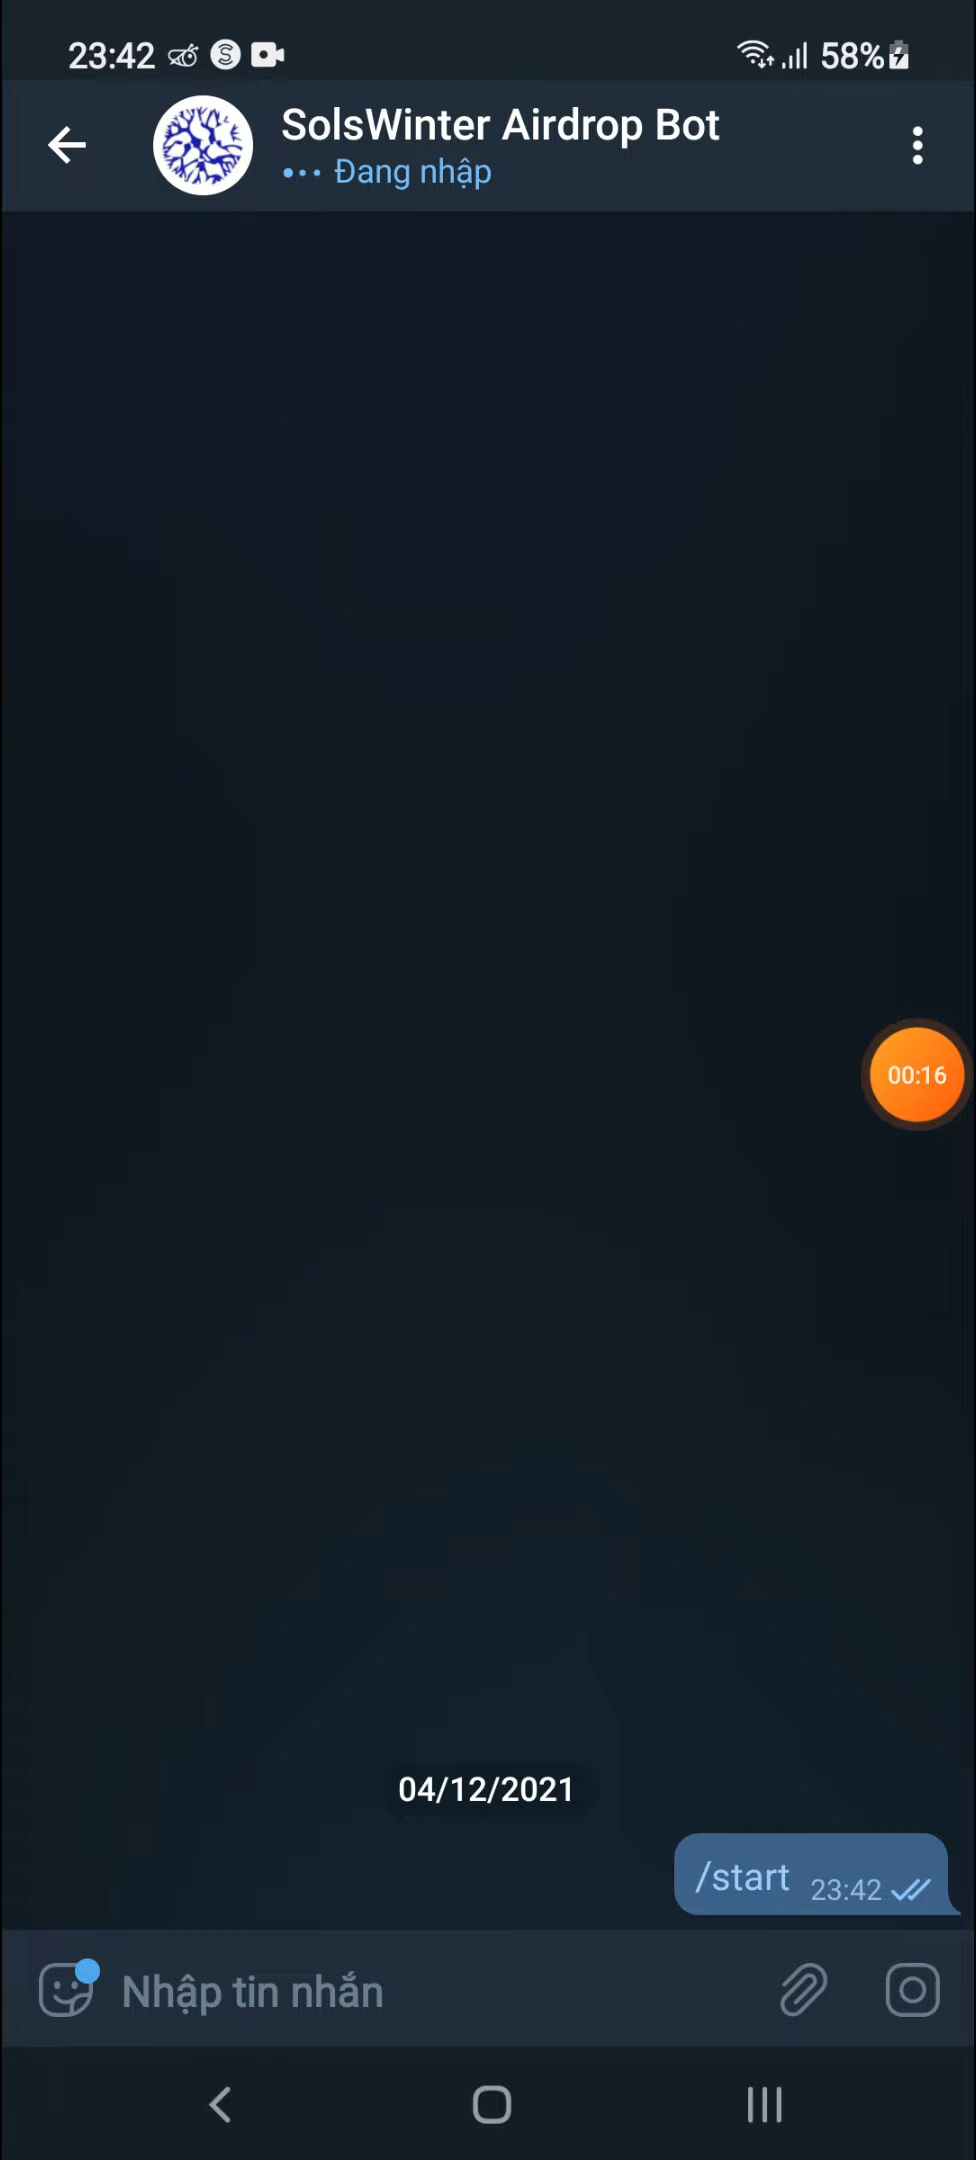 23:42
58%
SolsWinter Airdrop Bot
Đang nhập
00:16
04/12/2021
/start 23:42
Nhập tin nhắn